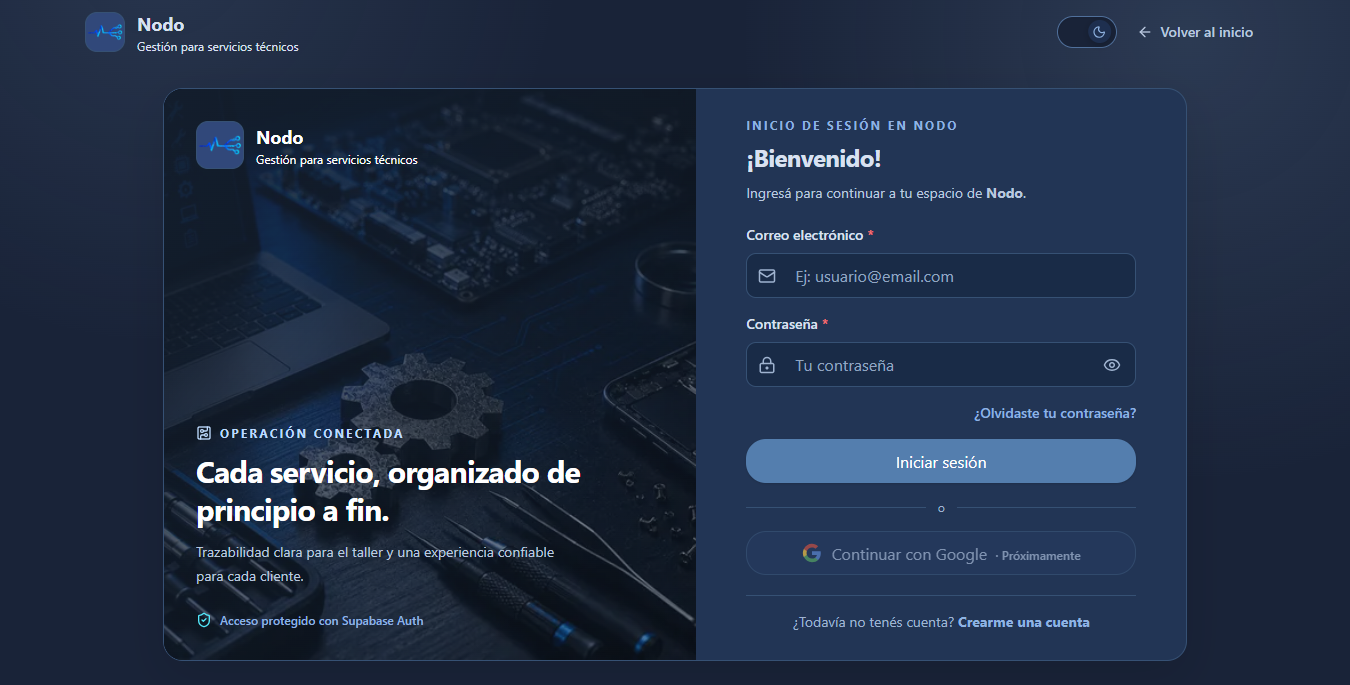 Nodo
Gestión para servicios técnicos
Volver al inicio
Nodo
Gestión para servicios técnicos
OPERACIÓN CONECTADA
Cada servicio, organizado de
principio a fin.
Trazabilidad clara para el taller y una experiencia confiable
para cada cliente.
Acceso protegido con Supabase Auth
INICIO DE SESIÓN EN NODO
¡Bienvenido!
Ingresá para continuar a tu espacio de Nodo.
Correo electrónico *
Ej: usuario@email.com
Contraseña *
Tu contraseña
¿Olvidaste tu contraseña?
Iniciar sesión
o
Continuar con Google · Próximamente
¿Todavía no tenés cuenta? Crearme una cuenta